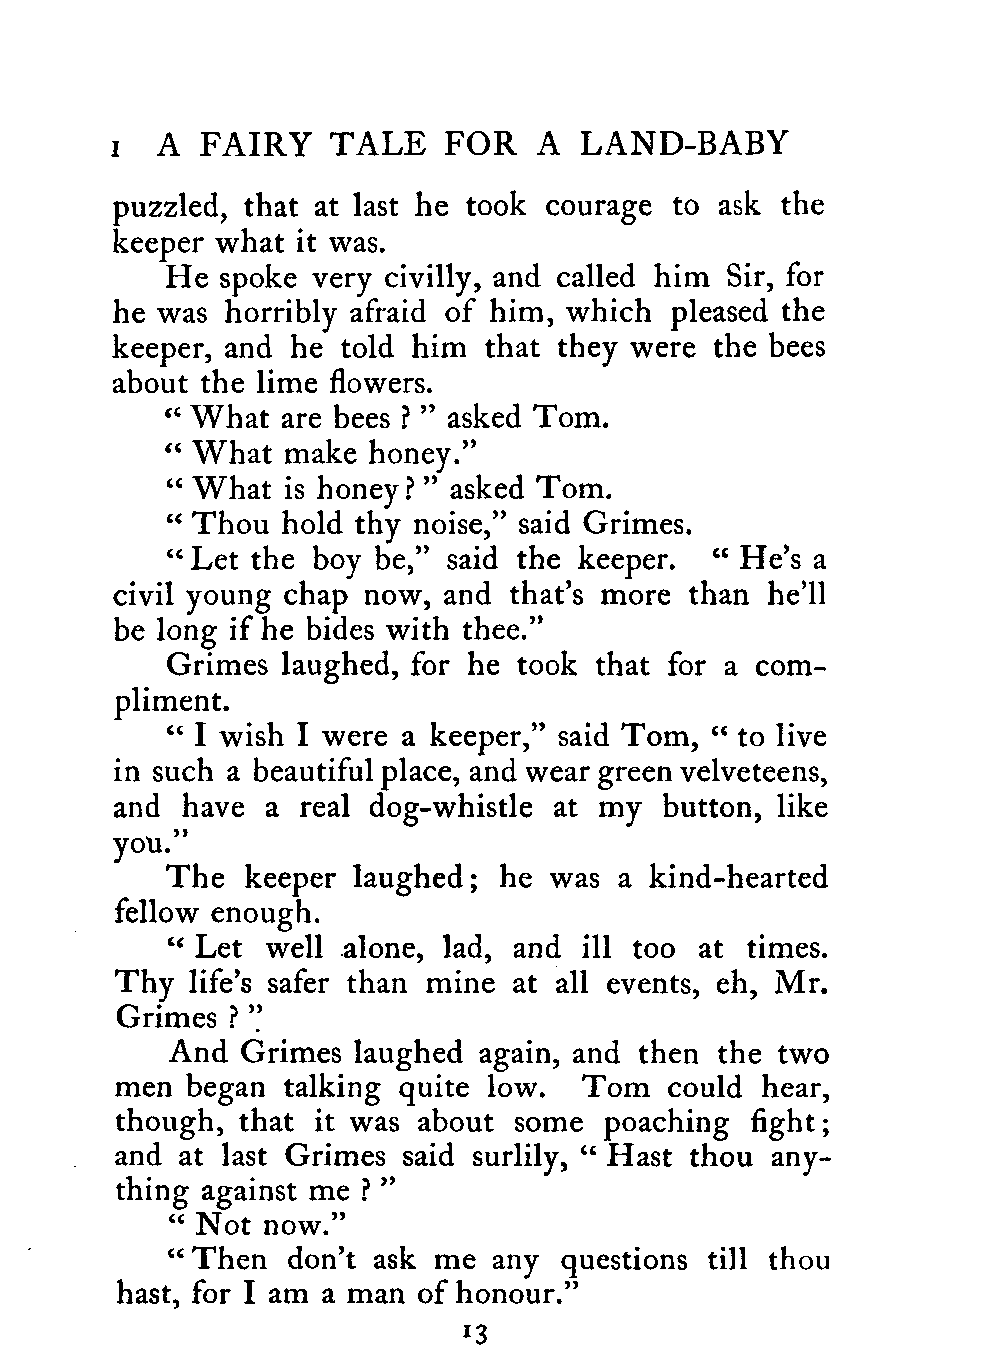 I A FAIRY TALE FOR A LAND-BABY
puzzled, that at last he took courage to ask the
keeper what it was.
He spoke very civilly, and called him Sir, for
he was horribly afraid of him, which pleased the
keeper, and he told him that they were the bees
about the lime flowers.
“ What are bees ? ” asked Tom.
“ What make honey.”
“ What is honey ? ” asked Tom.
“ Thou hold thy noise,” said Grimes.
“ Let the boy be,” said the keeper. “ He’s a
civil young chap now, and that’s more than he’ll
be long if he bides with thee.”
Grimes laughed, for he took that for a com-
pliment.
“ I wish I were a keeper,” said Tom, “ to live
in such a beautiful place, and wear green velveteens,
and have a real dog-whistle at my button, like
you.”
The keeper laughed ; he was a kind-hearted
fellow enough.
“ Let well alone, lad, and ill too at times.
Thy life’s safer than mine at all events, eh, Mr.
Grimes ? ”
And Grimes laughed again, and then the two
men began talking quite low. Tom could hear,
though, that it was about some poaching fight ;
and at last Grimes said surlily, “ Hast thou any-
thing against me ? ”
“ Not now.”
“ Then don’t ask me any questions till thou
hast, for I am a man of honour.”
13